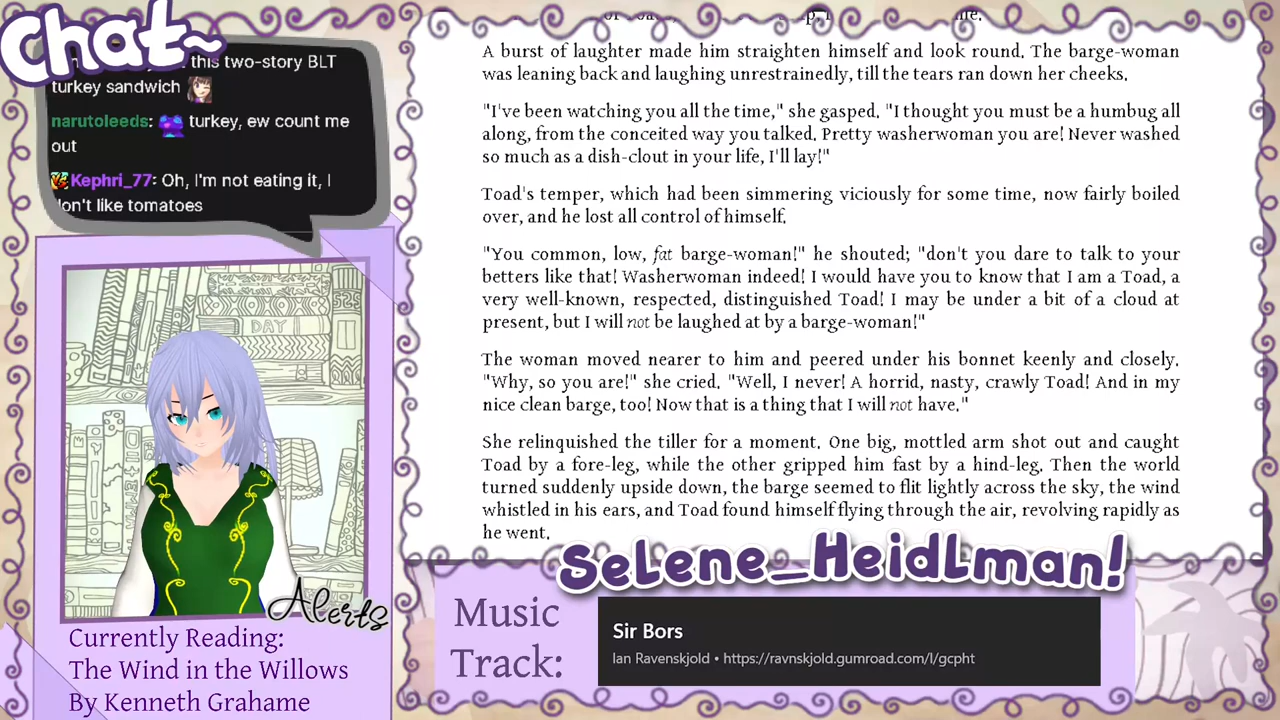 Chat~
this two-story BLT
turkey sandwich
narutoleeds: turkey, ew count me
out
Kephri_77: Oh, I'm not eating it, I
don't like tomatoes
A burst of laughter made him straighten himself and look round. The barge-woman
was leaning back and laughing unrestrainedly, till the tears ran down her cheeks.
"I've been watching you all the time," she gasped. "I thought you must be a humbug all
along, from the conceited way you talked. Pretty washerwoman you are! Never washed
so much as a dish-clout in your life, I'll lay!"
Toad's temper, which had been simmering viciously for some time, now fairly boiled
over, and he lost all control of himself.
"You common, low, fat barge-woman!" he shouted; "don't you dare to talk to your
betters like that! Washerwoman indeed! I would have you to know that I am a Toad, a
very well-known, respected, distinguished Toad! I may be under a bit of a cloud at
present, but I will not be laughed at by a barge-woman!"
The woman moved nearer to him and peered under his bonnet keenly and closely.
"Why, so you are!" she cried. "Well, I never! A horrid, nasty, crawly Toad! And in my
nice clean barge, too! Now that is a thing that I will not have."
She relinquished the tiller for a moment. One big, mottled arm shot out and caught
Toad by a fore-leg, while the other gripped him fast by a hind-leg. Then the world
turned suddenly upside down, the barge seemed to flit lightly across the sky, the wind
whistled in his ears, and Toad found himself flying through the air, revolving rapidly as
he went.
DAY
525
Alerts
Currently Reading:
The Wind in the Willows
By Kenneth Grahame
Selene_Heidlman!
Music
Track:
Sir Bors
Ian Ravenskjold • https://ravnskjold.gumroad.com/l/gcpht